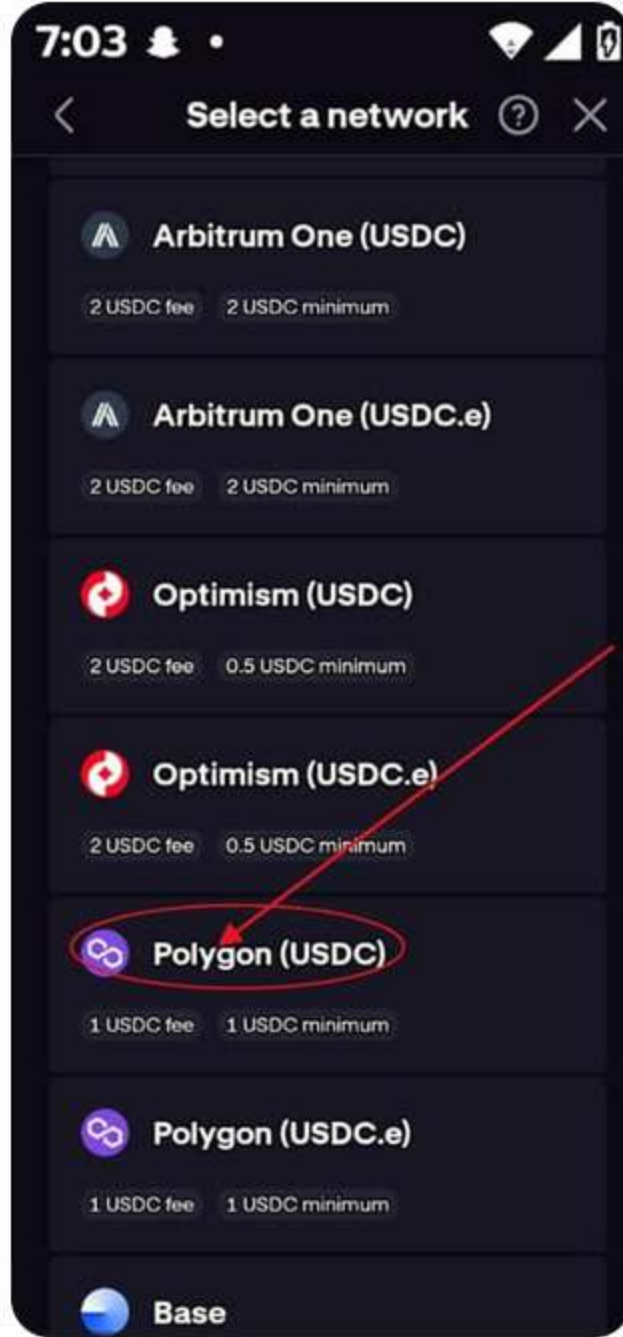 7:03
Select a network
Arbitrum One (USDC)
2 USDC fee 2 USDC minimum
Arbitrum One (USDC.e)
2 USDC fee 2 USDC minimum
Optimism (USDC)
2 USDC fee 0.5 USDC minimum
Optimism (USDC.e)
2 USDC fee 0.5 USDC minimum
Polygon (USDC)
1 USDC fee 1 USDC minimum
Polygon (USDC.e)
1 USDC fee 1 USDC minimum
Base